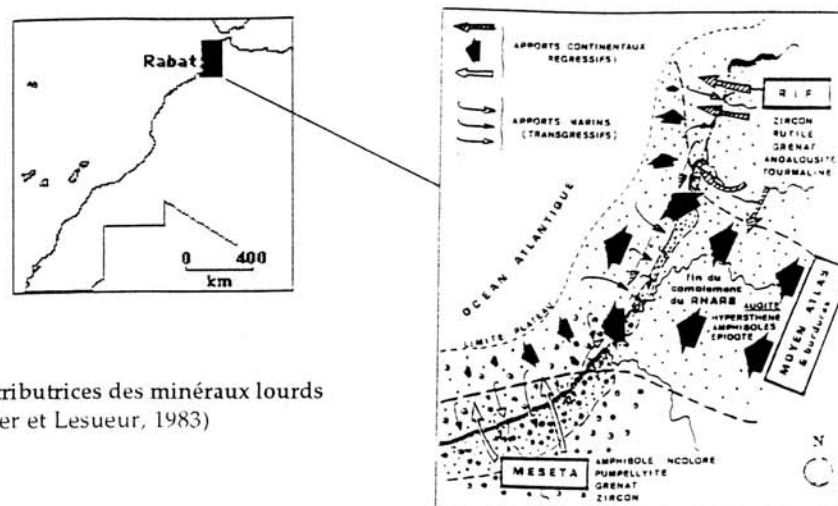 Rabat
0 400
km
tributrices des minéraux lourds
er et Lesueur, 1983)
APPORTS CONTINENTAUX
REGRESSIFS)
APPORTS MARINS
(TRANSGRESSIFS)
RIF
ZIRCON
RUTILE
GRENAT
ANDALOUSITE
TOURMALINE
OCEAN ATLANTIQUE
LIMITE PLATEAU
fin du
comblement
du RHARB
AUGITE
HYPERSTHENE
AMPHIBOLES
EPIDOTE
MOYEN ATLAS
& bordures
N
MESETA
AMPHIBOLE NCOLORE
PUMPELLYITE
GRENAT
ZIRCON